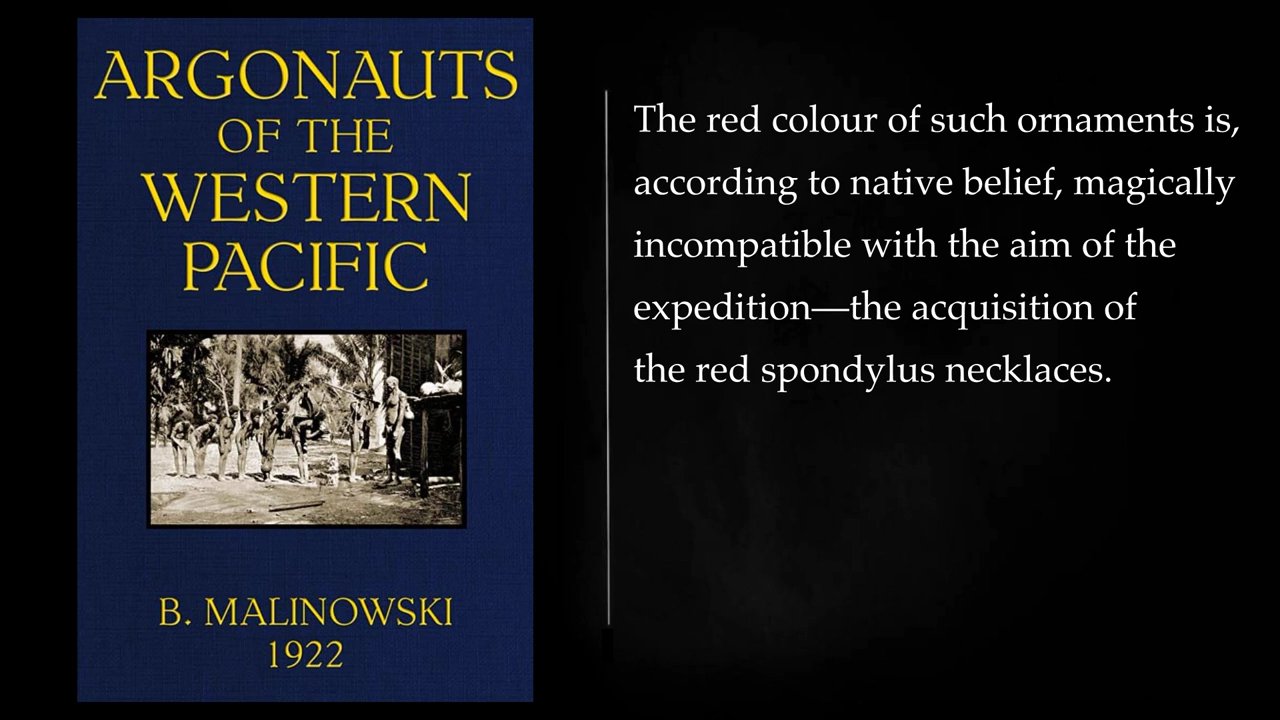 ARGONAUTS
OF THE
WESTERN
PACIFIC
B. MALINOWSKI
1922
The red colour of such ornaments is,
according to native belief, magically
incompatible with the aim of the
expedition—the acquisition of
the red spondylus necklaces.